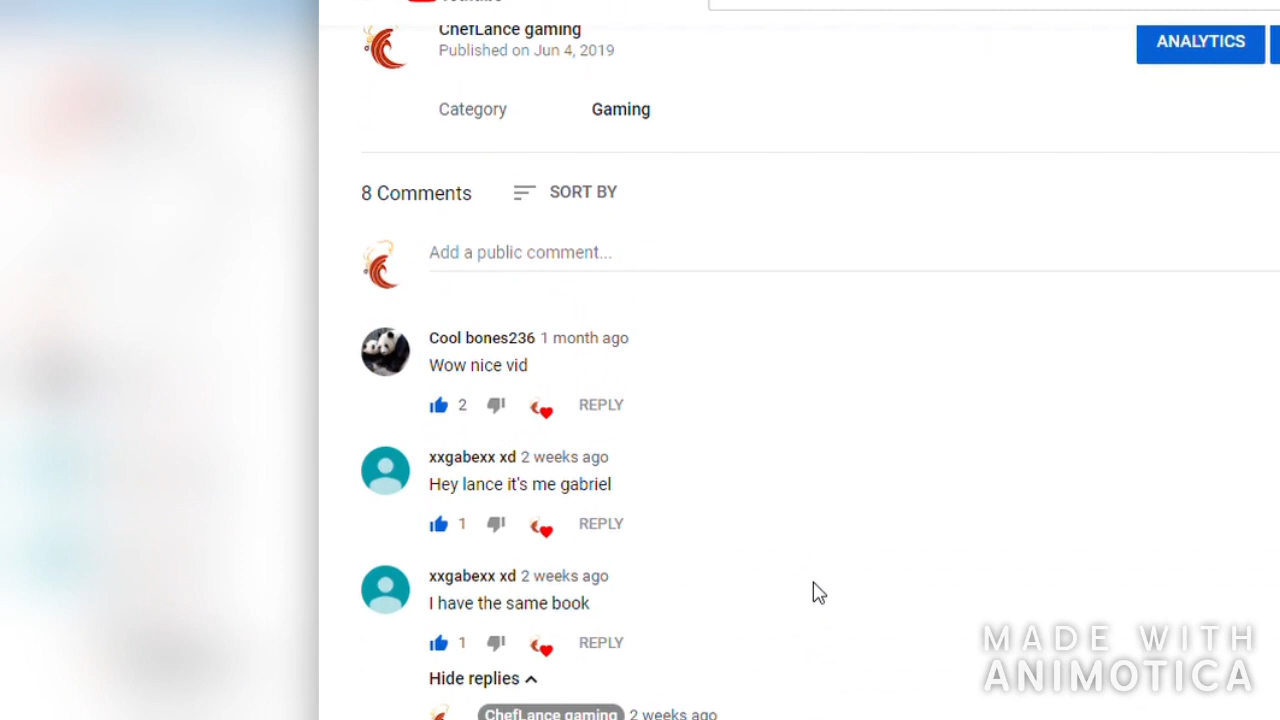 ChefLance gaming
Published on Jun 4, 2019
ANALYTICS
Category Gaming
8 Comments SORT BY
Add a public comment...
Cool bones236 1 month ago
Wow nice vid
2 REPLY
xxgabexx xd 2 weeks ago
Hey lance it's me gabriel
1 REPLY
xxgabexx xd 2 weeks ago
I have the same book
1 REPLY
Hide replies
ChefLance gaming 2 weeks ago
MADE WITH
ANIMOTICA